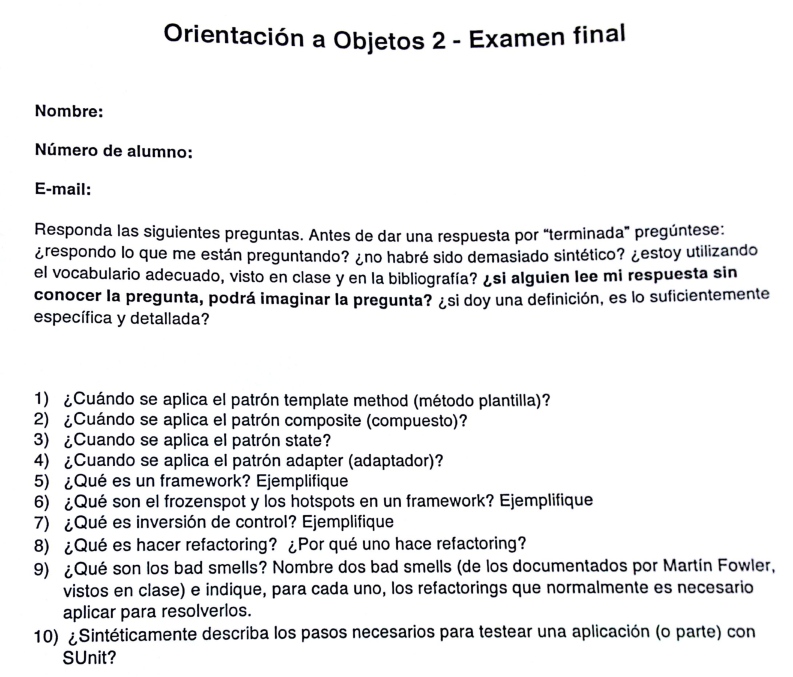 Orientación a Objetos 2 - Examen final
Nombre:
Número de alumno:
E-mail:
Responda las siguientes preguntas. Antes de dar una respuesta por "terminada" pregúntese:
¿respondo lo que me están preguntando? ¿no habré sido demasiado sintético? ¿estoy utilizando
el vocabulario adecuado, visto en clase y en la bibliografía? ¿si alguien lee mi respuesta sin
conocer la pregunta, podrá imaginar la pregunta? ¿si doy una definición, es lo suficientemente
específica y detallada?
1) ¿Cuándo se aplica el patrón template method (método plantilla)?
2) ¿Cuándo se aplica el patrón composite (compuesto)?
3) ¿Cuando se aplica el patrón state?
4) ¿Cuando se aplica el patrón adapter (adaptador)?
5) ¿Qué es un framework? Ejemplifique
6) ¿Qué son el frozenspot y los hotspots en un framework? Ejemplifique
7) ¿Qué es inversión de control? Ejemplifique
8) ¿Qué es hacer refactoring? ¿Por qué uno hace refactoring?
9) ¿Qué son los bad smells? Nombre dos bad smells (de los documentados por Martín Fowler,
vistos en clase) e indique, para cada uno, los refactorings que normalmente es necesario
aplicar para resolverlos.
10) ¿Sintéticamente describa los pasos necesarios para testear una aplicación (o parte) con
SUnit?